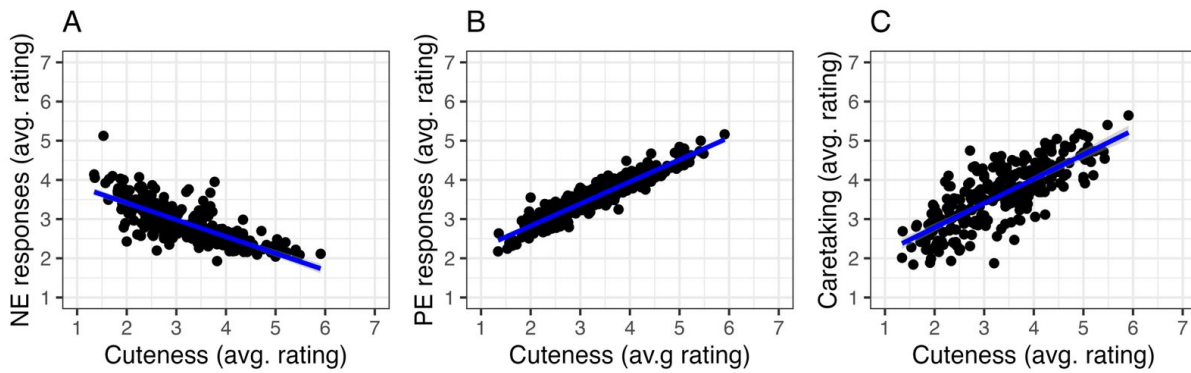 A
NE responses (avg. rating)
7
6
5
4
3
2
1
1 2 3 4 5 6 7
Cuteness (avg. rating)
B
PE responses (avg. rating)
7
6
5
4
3
2
1
1 2 3 4 5 6 7
Cuteness (av.g rating)
C
Caretaking (avg. rating)
7
6
5
4
3
2
1
1 2 3 4 5 6 7
Cuteness (avg. rating)